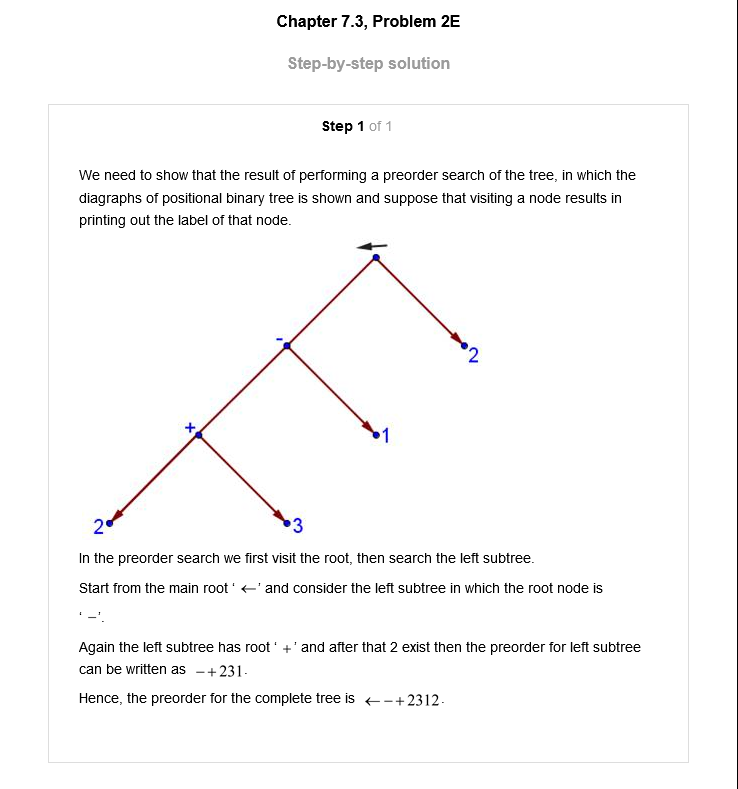 Chapter 7.3, Problem 2E
Step-by-step solution
Step 1 of 1
We need to show that the result of performing a preorder search of the tree, in which the
diagraphs of positional binary tree is shown and suppose that visiting a node results in
printing out the label of that node.
←
-
2
+
1
2
3
In the preorder search we first visit the root, then search the left subtree.
Start from the main root ‘ ←’ and consider the left subtree in which the root node is
‘ −’.
Again the left subtree has root ‘ +’ and after that 2 exist then the preorder for left subtree
can be written as −+231.
Hence, the preorder for the complete tree is ←−+2312.